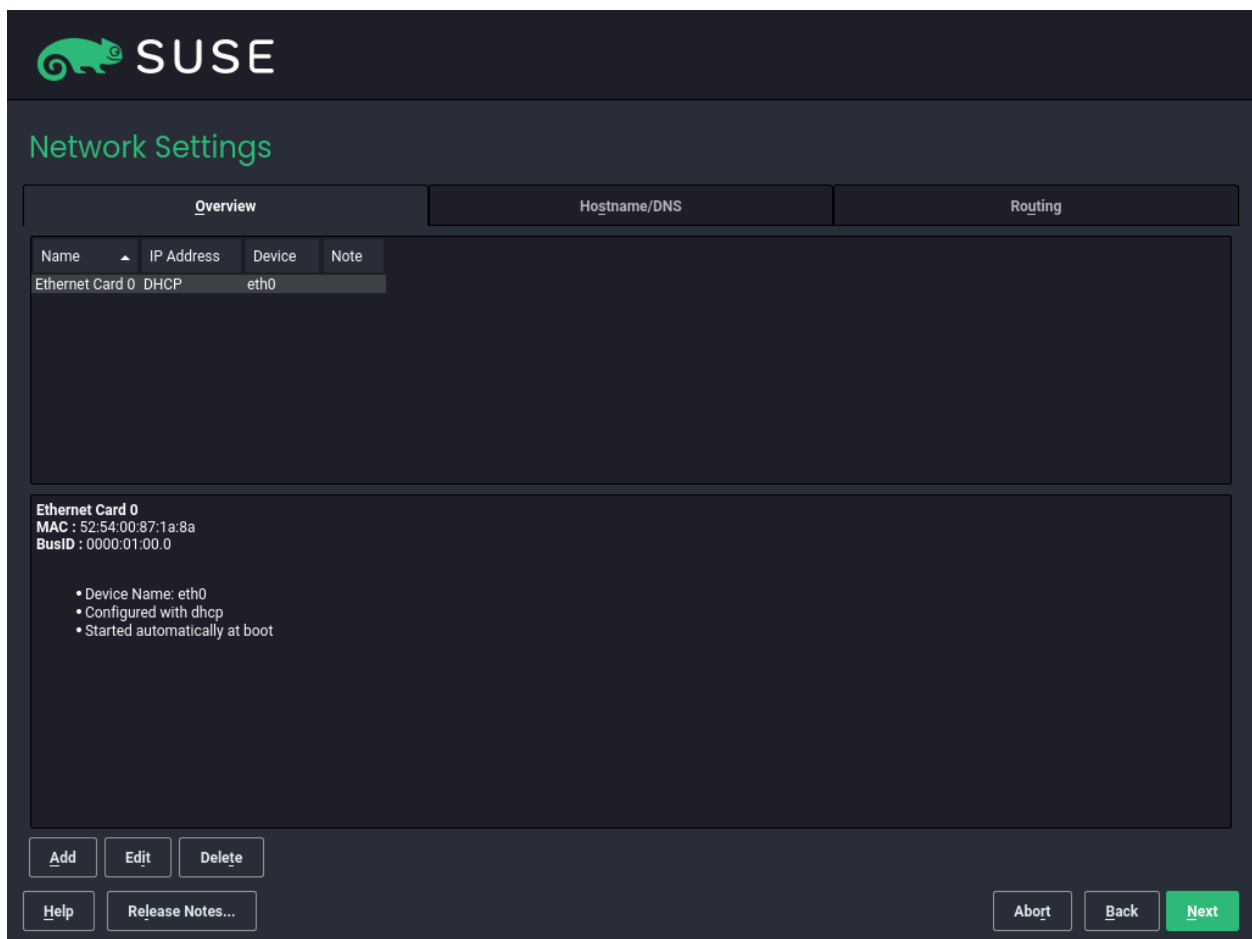 SUSE
Network Settings
Overview Hostname/DNS Routing
Name IP Address Device Note
Ethernet Card 0 DHCP eth0
Ethernet Card 0
MAC : 52:54:00:87:1a:8a
BusID : 0000:01:00.0
• Device Name: eth0
• Configured with dhcp
• Started automatically at boot
Add Edit Delete
Help Release Notes... Abort Back Next